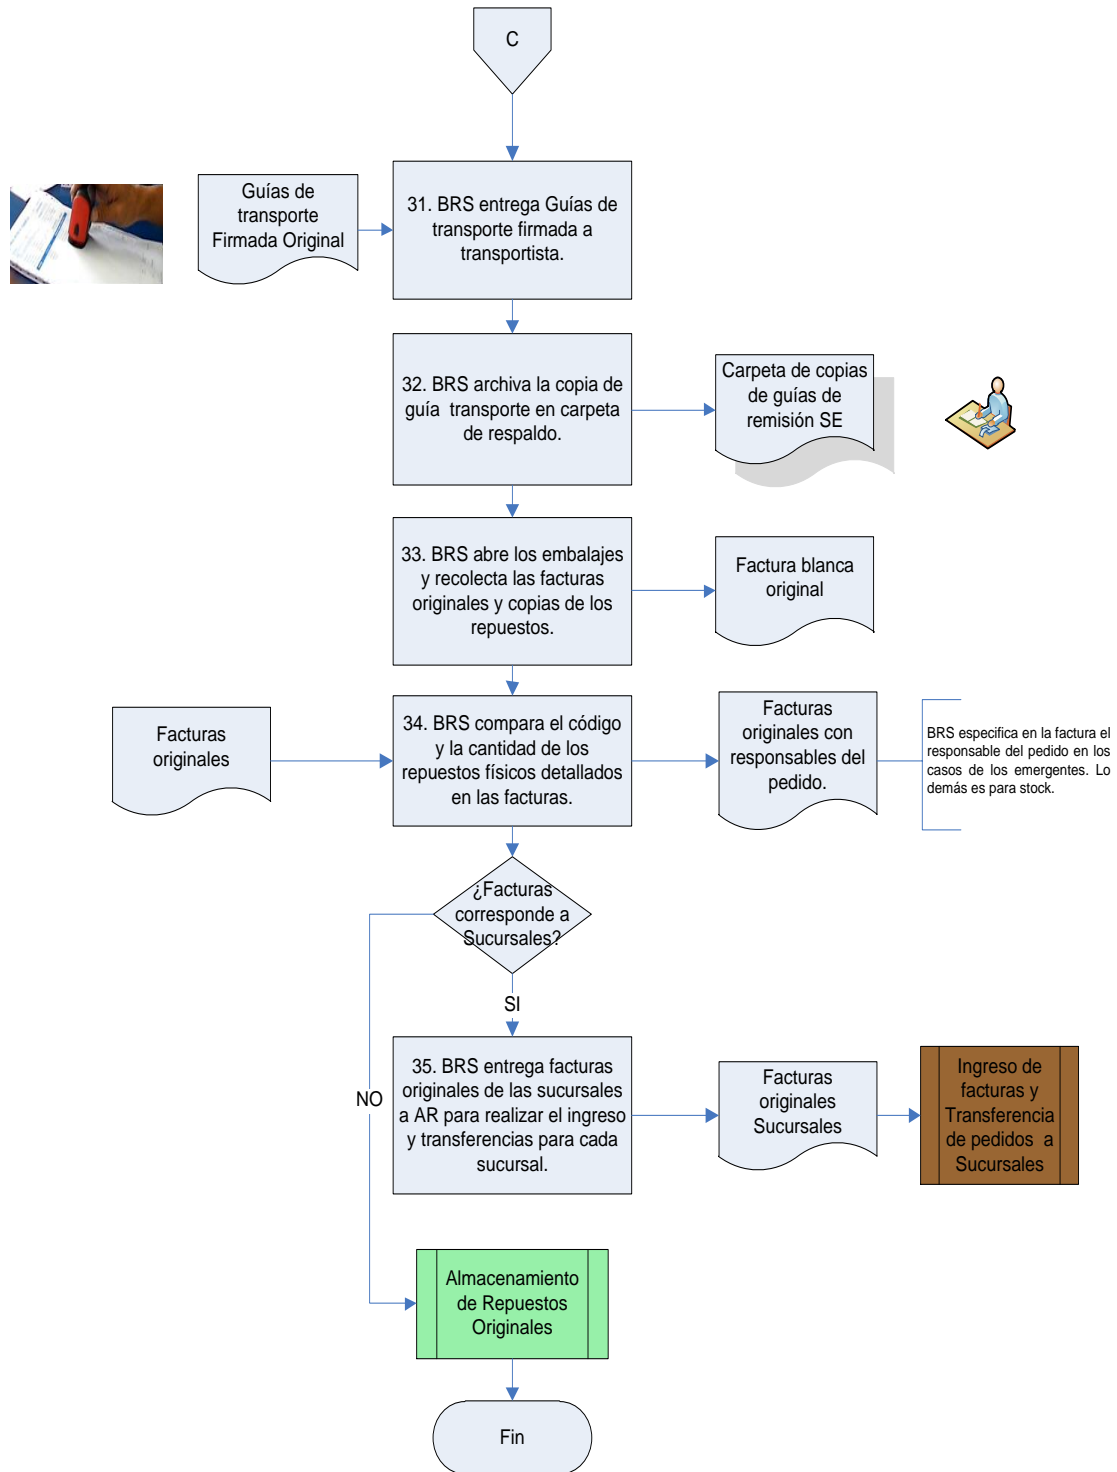 C
Guías de
transporte
Firmada Original
31. BRS entrega Guías de
transporte firmada a
transportista.
32. BRS archiva la copia de
guía  transporte en carpeta
de respaldo.
Carpeta de copias
de guías de
remisión SE
33. BRS abre los embalajes
y recolecta las facturas
originales y copias de los
repuestos.
Factura blanca
original
Facturas
originales
34. BRS compara el código
y la cantidad de los
repuestos físicos detallados
en las facturas.
Facturas
originales con
responsables del
pedido.
BRS especifica en la factura el
responsable del pedido en los
casos de los emergentes. Lo
demás es para stock.
¿Facturas
corresponde a
Sucursales?
SI
NO
35. BRS entrega facturas
originales de las sucursales
a AR para realizar el ingreso
y transferencias para cada
sucursal.
Facturas
originales
Sucursales
Ingreso de
facturas y
Transferencia
de pedidos  a
Sucursales
Almacenamiento
de Repuestos
Originales
Fin